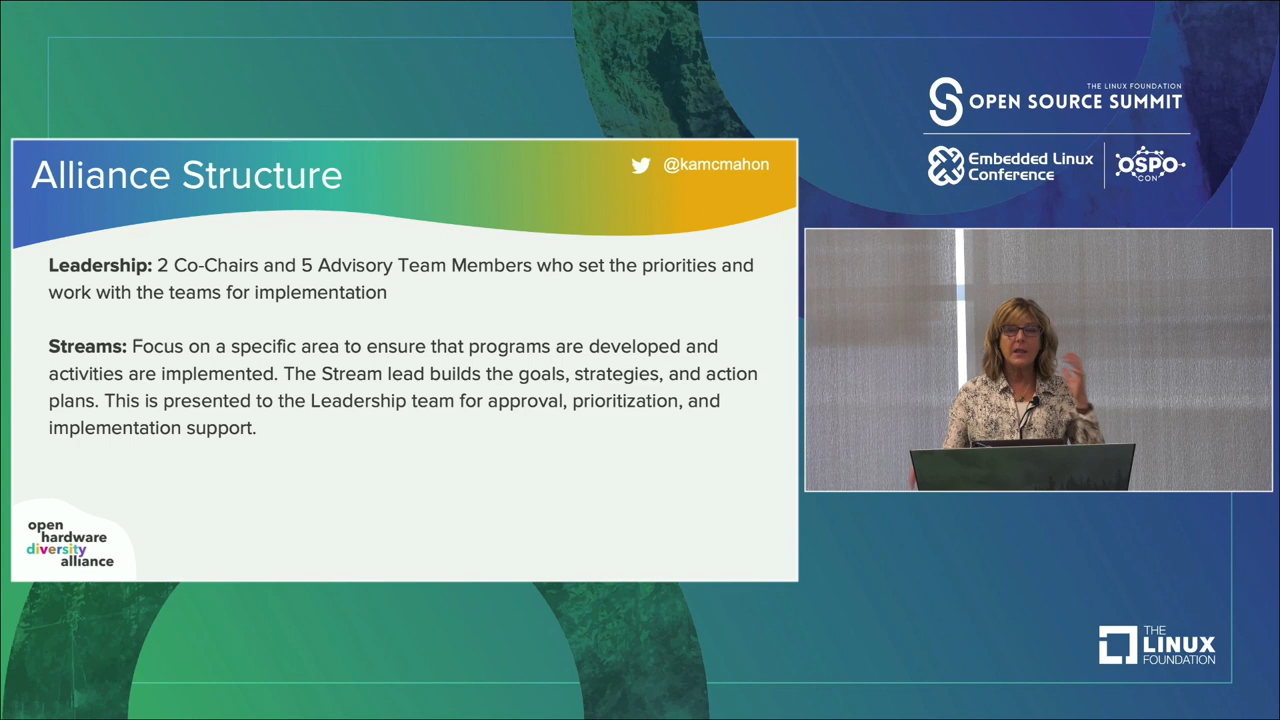 THE LINUX FOUNDATION
OPEN SOURCE SUMMIT
Embedded Linux
Conference
OSPO
CON
Alliance Structure
@kamcmahon
Leadership: 2 Co-Chairs and 5 Advisory Team Members who set the priorities and
work with the teams for implementation
Streams: Focus on a specific area to ensure that programs are developed and
activities are implemented. The Stream lead builds the goals, strategies, and action
plans. This is presented to the Leadership team for approval, prioritization, and
implementation support.
open
hardware
diversity
alliance
THE
LINUX
FOUNDATION